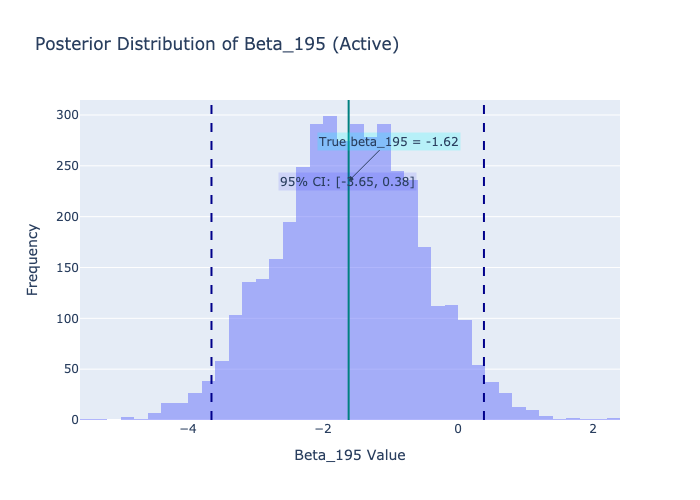 Posterior Distribution of Beta_195 (Active)
300
250
200
150
100
50
0
Frequency
True beta_195 = -1.62
95% CI: [-3.65, 0.38]
−4
−2
0
2
Beta_195 Value